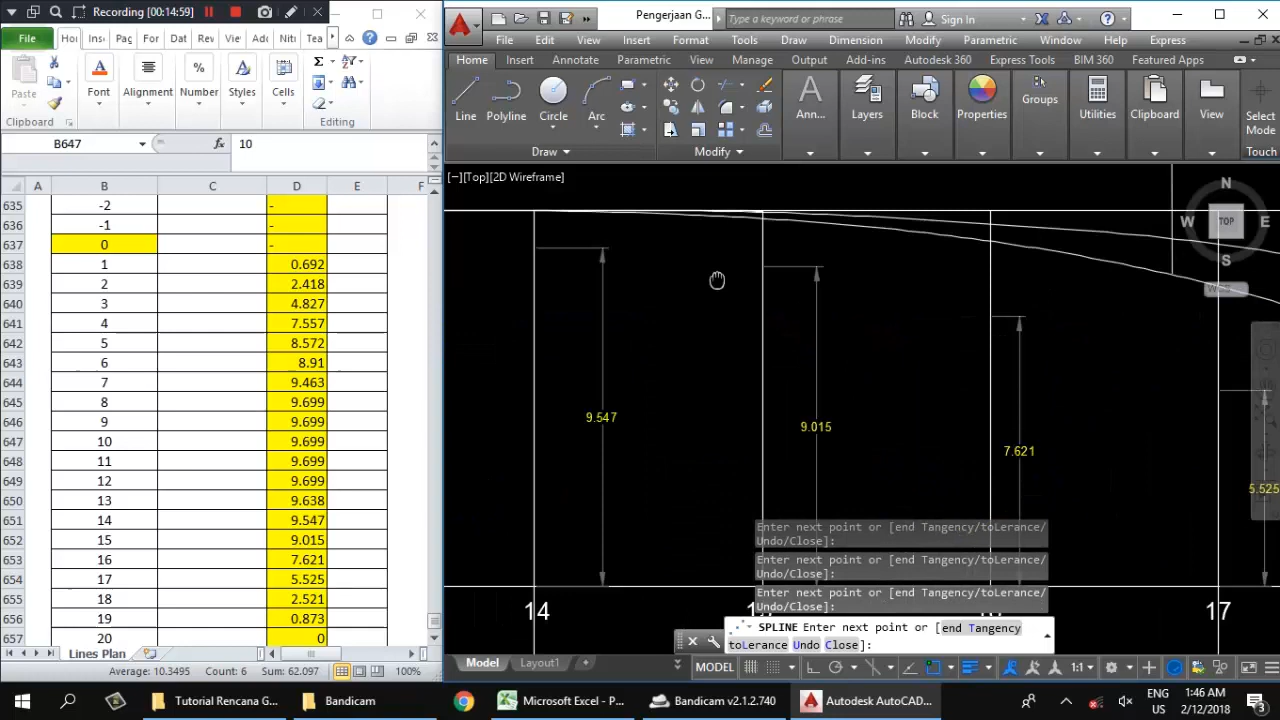 Recording [00:14:59]
File
Hor
Ins
Pag
For
Dat
Rev
Viev
Nitr
Tea
Paste
Font
Alignment
Number
Styles
Cells
Clipboard
Editing
B647
fx
10
A B C D E F
635 -2 -
636 -1 -
637 0 -
638 1 0.692
639 2 2.418
640 3 4.827
641 4 7.557
642 5 8.572
643 6 8.91
644 7 9.463
645 8 9.699
646 9 9.699
647 10 9.699
648 11 9.699
649 12 9.699
650 13 9.638
651 14 9.547
652 15 9.015
653 16 7.621
654 17 5.525
655 18 2.521
656 19 0.873
657 20 0
Lines Plan
Average: 10.3495 Count: 6 Sum: 62.097 100%
Pengerjaan G...
Type a keyword or phrase
Sign In
File Edit View Insert Format Tools Draw Dimension Modify Parametric Window Help Express
Home Insert Annotate Parametric View Manage Output Add-ins Autodesk 360 Express Tools BIM 360 Featured Apps
Line
Polyline
Circle
Arc
Ann...
Layers
Block
Properties
Groups
Utilities
Clipboard
View
Select
Mode
Draw
Modify
Touch
[−][Top][2D Wireframe]
N
W TOP E
S
9.547
9.015
7.621
5.525
Enter next point or [end Tangency/toLerance/
Undo/Close]:
Enter next point or [end Tangency/toLerance/
Undo/Close]:
Enter next point or [end Tangency/toLerance/
Undo/Close]:
14
17
SPLINE Enter next point or [end Tangency
toLerance Undo Close]:
Model Layout1 +
MODEL
1:1
Tutorial Rencana G...
Bandicam
Microsoft Excel - P...
Bandicam v2.1.2.740
Autodesk AutoCAD...
ENG
US
1:46 AM
2/12/2018
3